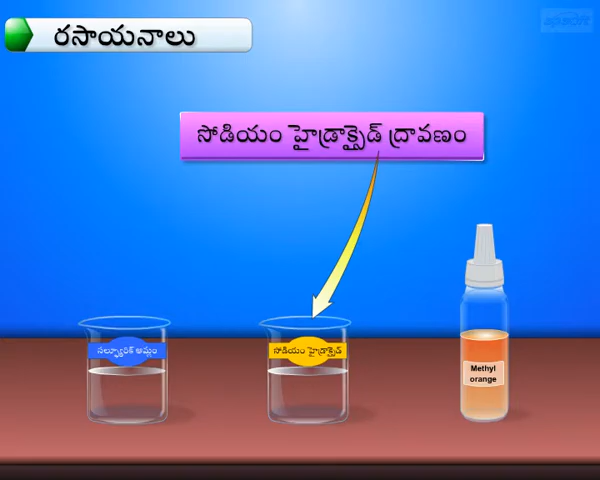 రసాయనాలు
సోడియం హైడ్రాక్సైడ్ ద్రావణం
సల్ఫ్యూరిక్ ఆమ్లం
సోడియం హైడ్రాక్సైడ్
Methyl
orange